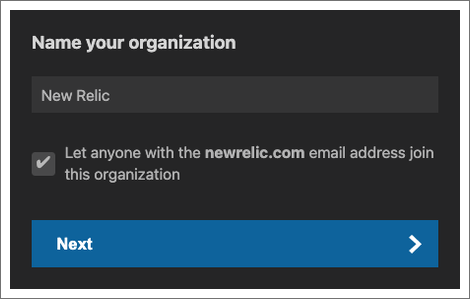 Name your organization
New Relic
Let anyone with the newrelic.com email address join
this organization
Next